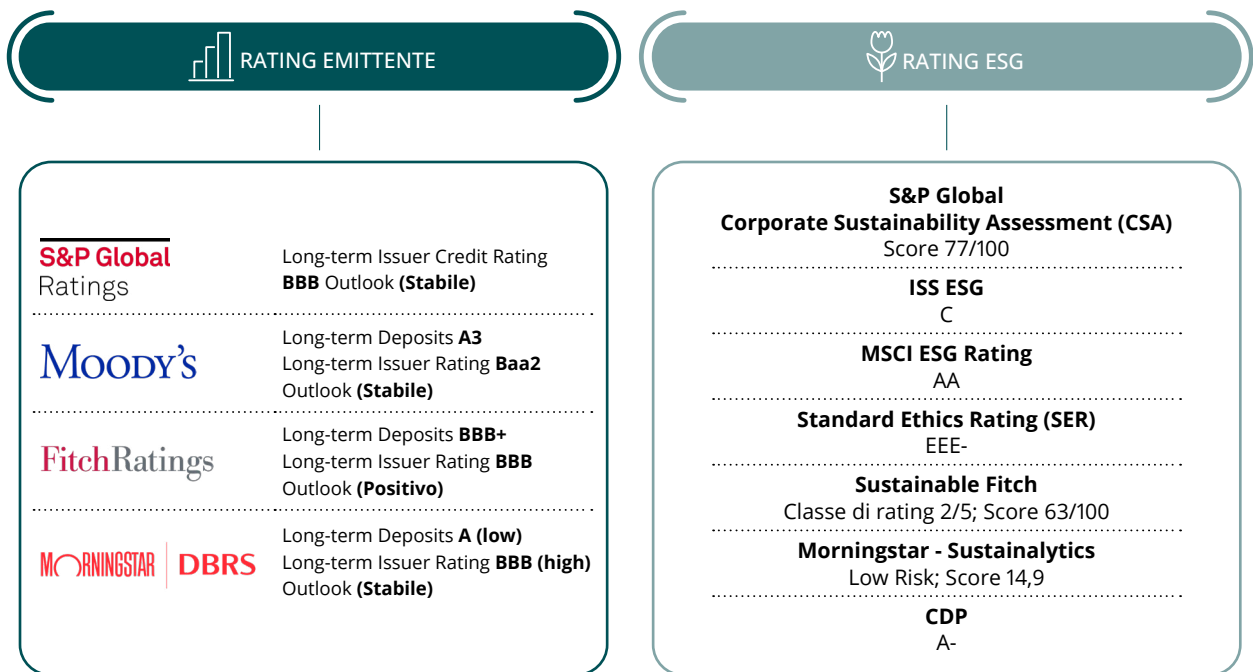 RATING EMITTENTE
S&P Global
Ratings
Long-term Issuer Credit Rating
BBB Outlook (Stabile)
MOODY'S
Long-term Deposits A3
Long-term Issuer Rating Baa2
Outlook (Stabile)
FitchRatings
Long-term Deposits BBB+
Long-term Issuer Rating BBB
Outlook (Positivo)
MORNINGSTAR | DBRS
Long-term Deposits A (low)
Long-term Issuer Rating BBB (high)
Outlook (Stabile)
RATING ESG
S&P Global
Corporate Sustainability Assessment (CSA)
Score 77/100
ISS ESG
C
MSCI ESG Rating
AA
Standard Ethics Rating (SER)
EEE-
Sustainable Fitch
Classe di rating 2/5; Score 63/100
Morningstar - Sustainalytics
Low Risk; Score 14,9
CDP
A-